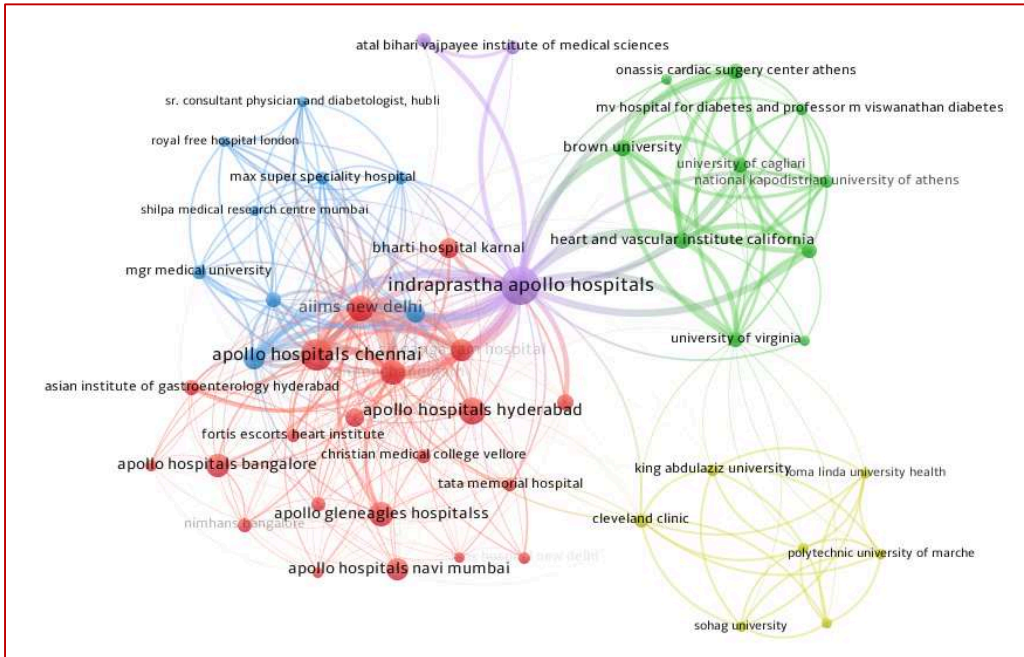 atal bihari vajpayee institute of medical sciences
onassis cardiac surgery center athens
sr. consultant physician and diabetologist, hubli
mv hospital for diabetes and professor m viswanathan diabetes
royal free hospital london
brown university
university of cagliari
max super speciality hospital
national kapodistrian university of athens
shilpa medical research centre mumbai
bharti hospital karnal
heart and vascular institute california
mgr medical university
indraprastha apollo hospitals
aiims new delhi
university of virginia
hospital
apollo hospitals chennai
asian institute of gastroenterology hyderabad
apollo hospitals hyderabad
fortis escorts heart institute
christian medical college vellore
apollo hospitals bangalore
king abdulaziz university
loma linda university health
tata memorial hospital
apollo gleneagles hospitalss
cleveland clinic
nimhans bangalore
polytechnic university of marche
new delhi
apollo hospitals navi mumbai
sohag university